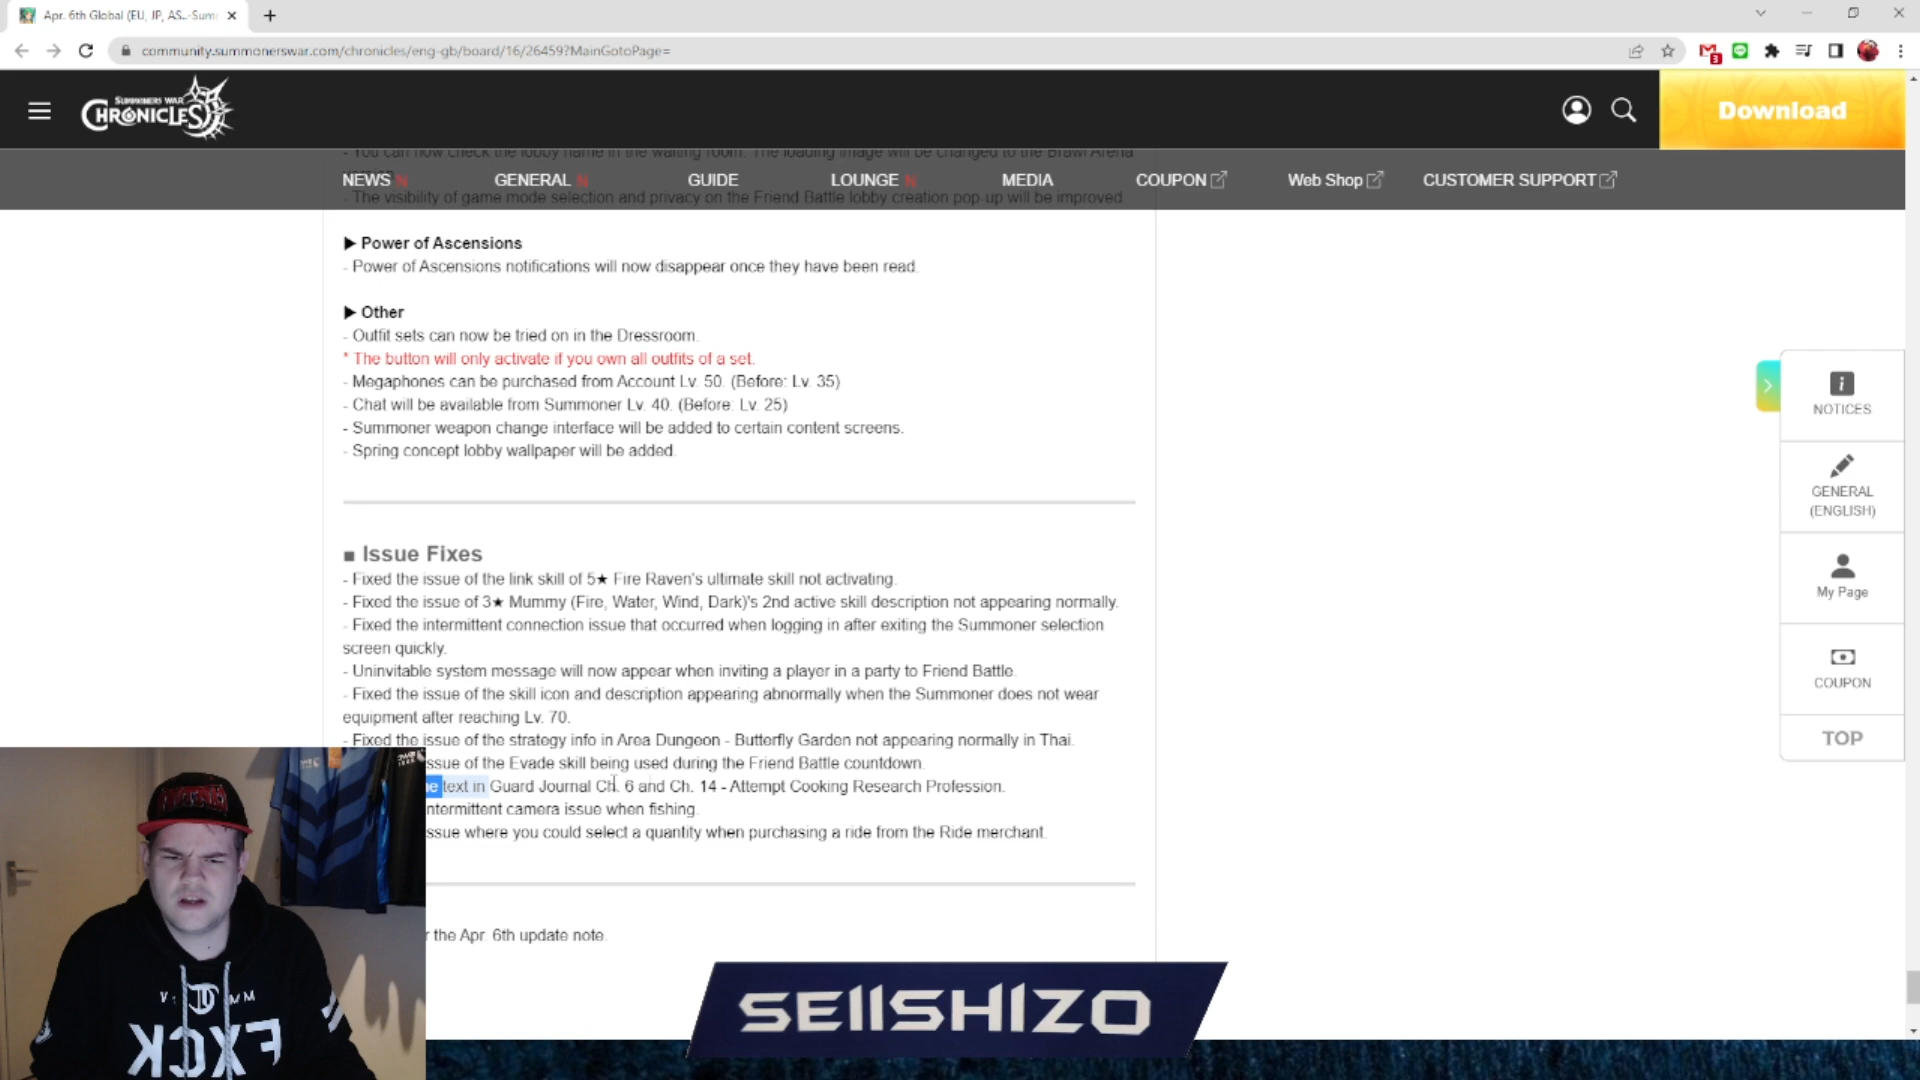 Apr. 6th Global (EU, JP, AS...-Sum
community.summonerswar.com/chronicles/eng-gb/board/16/26459?MainGotoPage=
3
SUMMONERS WAR
CHRONICLES
Download
- You can now check the lobby name in the waiting room. The loading image will be changed to the Brawl Arena
NEWS N GENERAL N GUIDE LOUNGE N MEDIA COUPON Web Shop CUSTOMER SUPPORT
- The visibility of game mode selection and privacy on the Friend Battle lobby creation pop-up will be improved
▶ Power of Ascensions
- Power of Ascensions notifications will now disappear once they have been read.
▶ Other
- Outfit sets can now be tried on in the Dressroom.
* The button will only activate if you own all outfits of a set.
- Megaphones can be purchased from Account Lv. 50. (Before: Lv. 35)
- Chat will be available from Summoner Lv. 40. (Before: Lv. 25)
- Summoner weapon change interface will be added to certain content screens.
- Spring concept lobby wallpaper will be added.
■ Issue Fixes
- Fixed the issue of the link skill of 5★ Fire Raven's ultimate skill not activating.
- Fixed the issue of 3★ Mummy (Fire, Water, Wind, Dark)'s 2nd active skill description not appearing normally.
- Fixed the intermittent connection issue that occurred when logging in after exiting the Summoner selection
screen quickly.
- Uninvitable system message will now appear when inviting a player in a party to Friend Battle.
- Fixed the issue of the skill icon and description appearing abnormally when the Summoner does not wear
equipment after reaching Lv. 70.
- Fixed the issue of the strategy info in Area Dungeon - Butterfly Garden not appearing normally in Thai.
ssue of the Evade skill being used during the Friend Battle countdown.
he text in Guard Journal Ch. 6 and Ch. 14 - Attempt Cooking Research Profession.
ntermittent camera issue when fishing.
ssue where you could select a quantity when purchasing a ride from the Ride merchant.
r the Apr. 6th update note.
NOTICES
GENERAL
(ENGLISH)
My Page
COUPON
TOP
SEIISHIZO